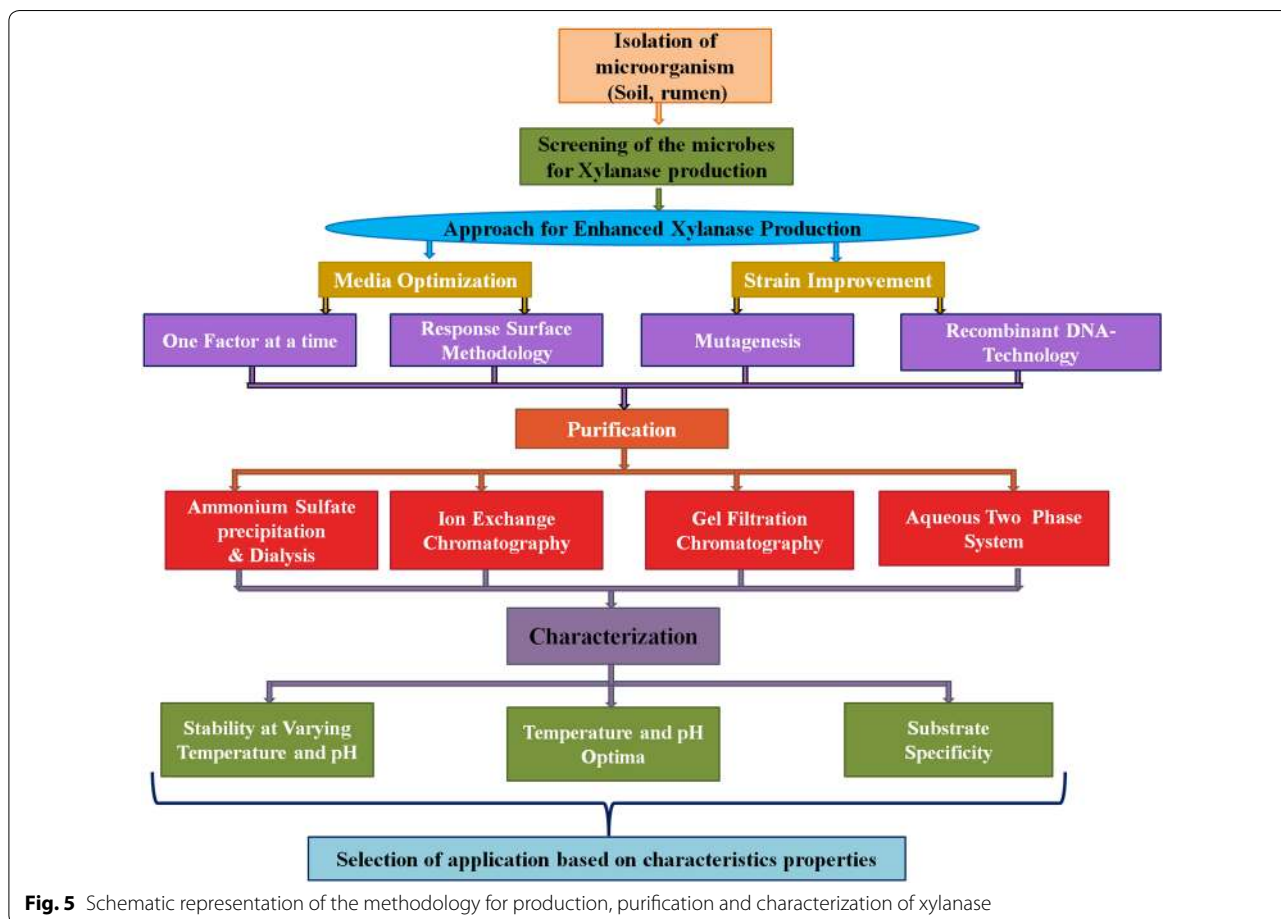 Isolation of
microorganism
(Soil, rumen)
Screening of the microbes
for Xylanase production
Approach for Enhanced Xylanase Production
Media Optimization
Strain Improvement
One Factor at a time
Response Surface
Methodology
Mutagenesis
Recombinant DNA-
Technology
Purification
Ammonium Sulfate
precipitation
& Dialysis
Ion Exchange
Chromatography
Gel Filtration
Chromatography
Aqueous Two Phase
System
Characterization
Stability at Varying
Temperature and pH
Temperature and pH
Optima
Substrate
Specificity
Selection of application based on characteristics properties
Fig. 5 Schematic representation of the methodology for production, purification and characterization of xylanase